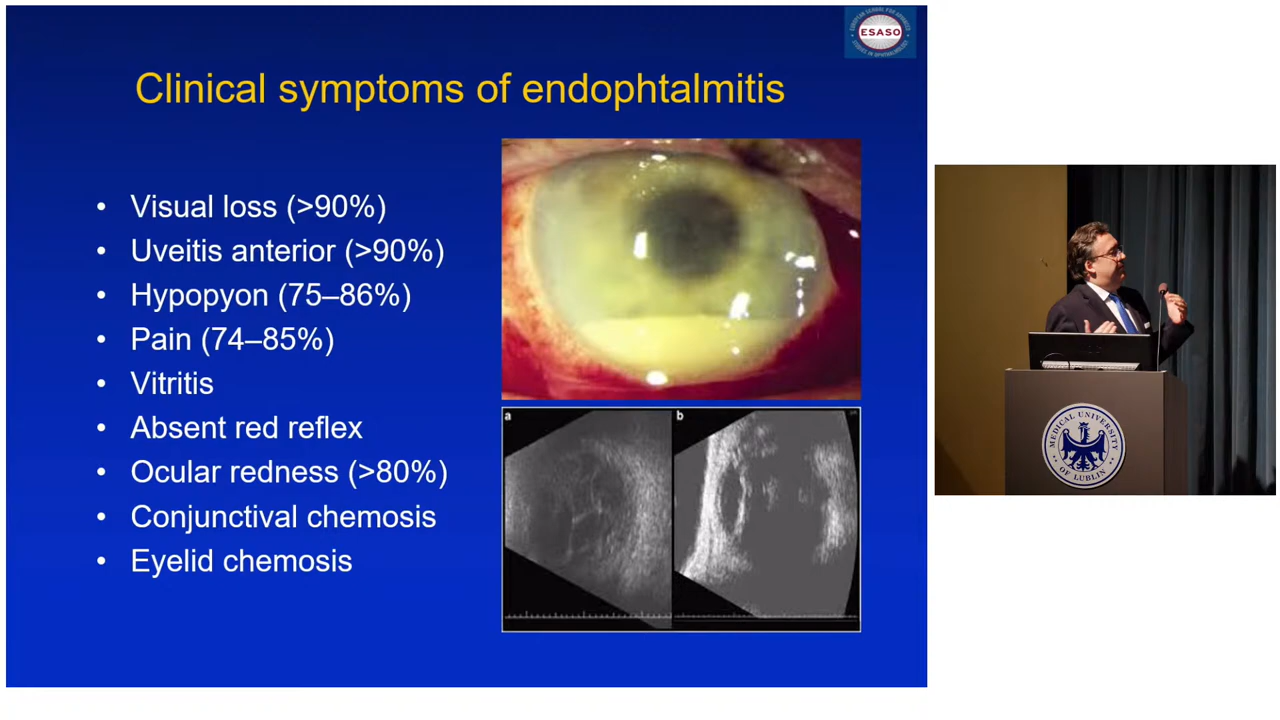 ESASO
Clinical symptoms of endophtalmitis
• Visual loss (>90%)
• Uveitis anterior (>90%)
• Hypopyon (75–86%)
• Pain (74–85%)
• Vitritis
• Absent red reflex
• Ocular redness (>80%)
• Conjunctival chemosis
• Eyelid chemosis
a
b
MEDICAL UNIVERSITY
OF LUBLIN